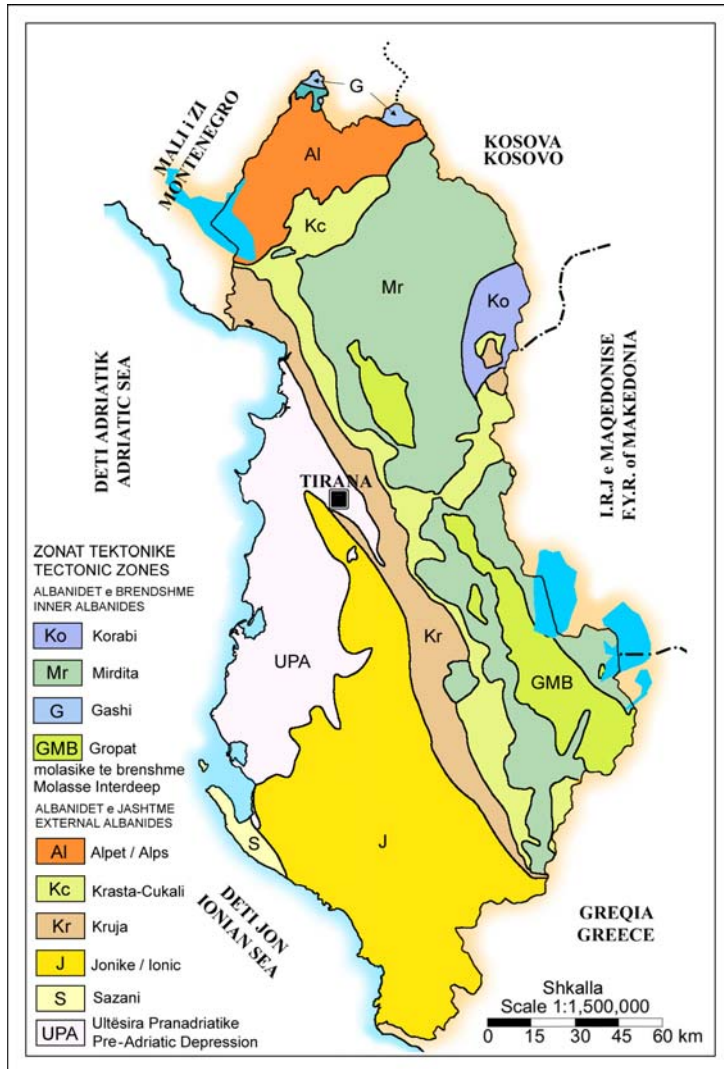 G
MALI i ZI
MONTENEGRO
KOSOVA
KOSOVO
Al
Kc
Mr
Ko
DETI ADRIATIK
ADRIATIC SEA
I.R.J e MAQEDONISE
F.Y.R. of MAKEDONIA
TIRANA
ZONAT TEKTONIKE
TECTONIC ZONES
ALBANIDET e BRENDSHME
INNER ALBANIDES
Ko Korabi
Mr Mirdita
G Gashi
GMB Gropat
molasike te brenshme
Molasse Interdeep
ALBANIDET e JASHTME
EXTERNAL ALBANIDES
Al Alpet / Alps
Kc Krasta-Cukali
Kr Kruja
J Jonike / Ionic
S Sazani
UPA Ultësira Pranadriatike
Pre-Adriatic Depression
UPA
Kr
GMB
J
S
DETI JON
IONIAN SEA
GREQIA
GREECE
Shkalla
Scale 1:1,500,000
0 15 30 45 60 km